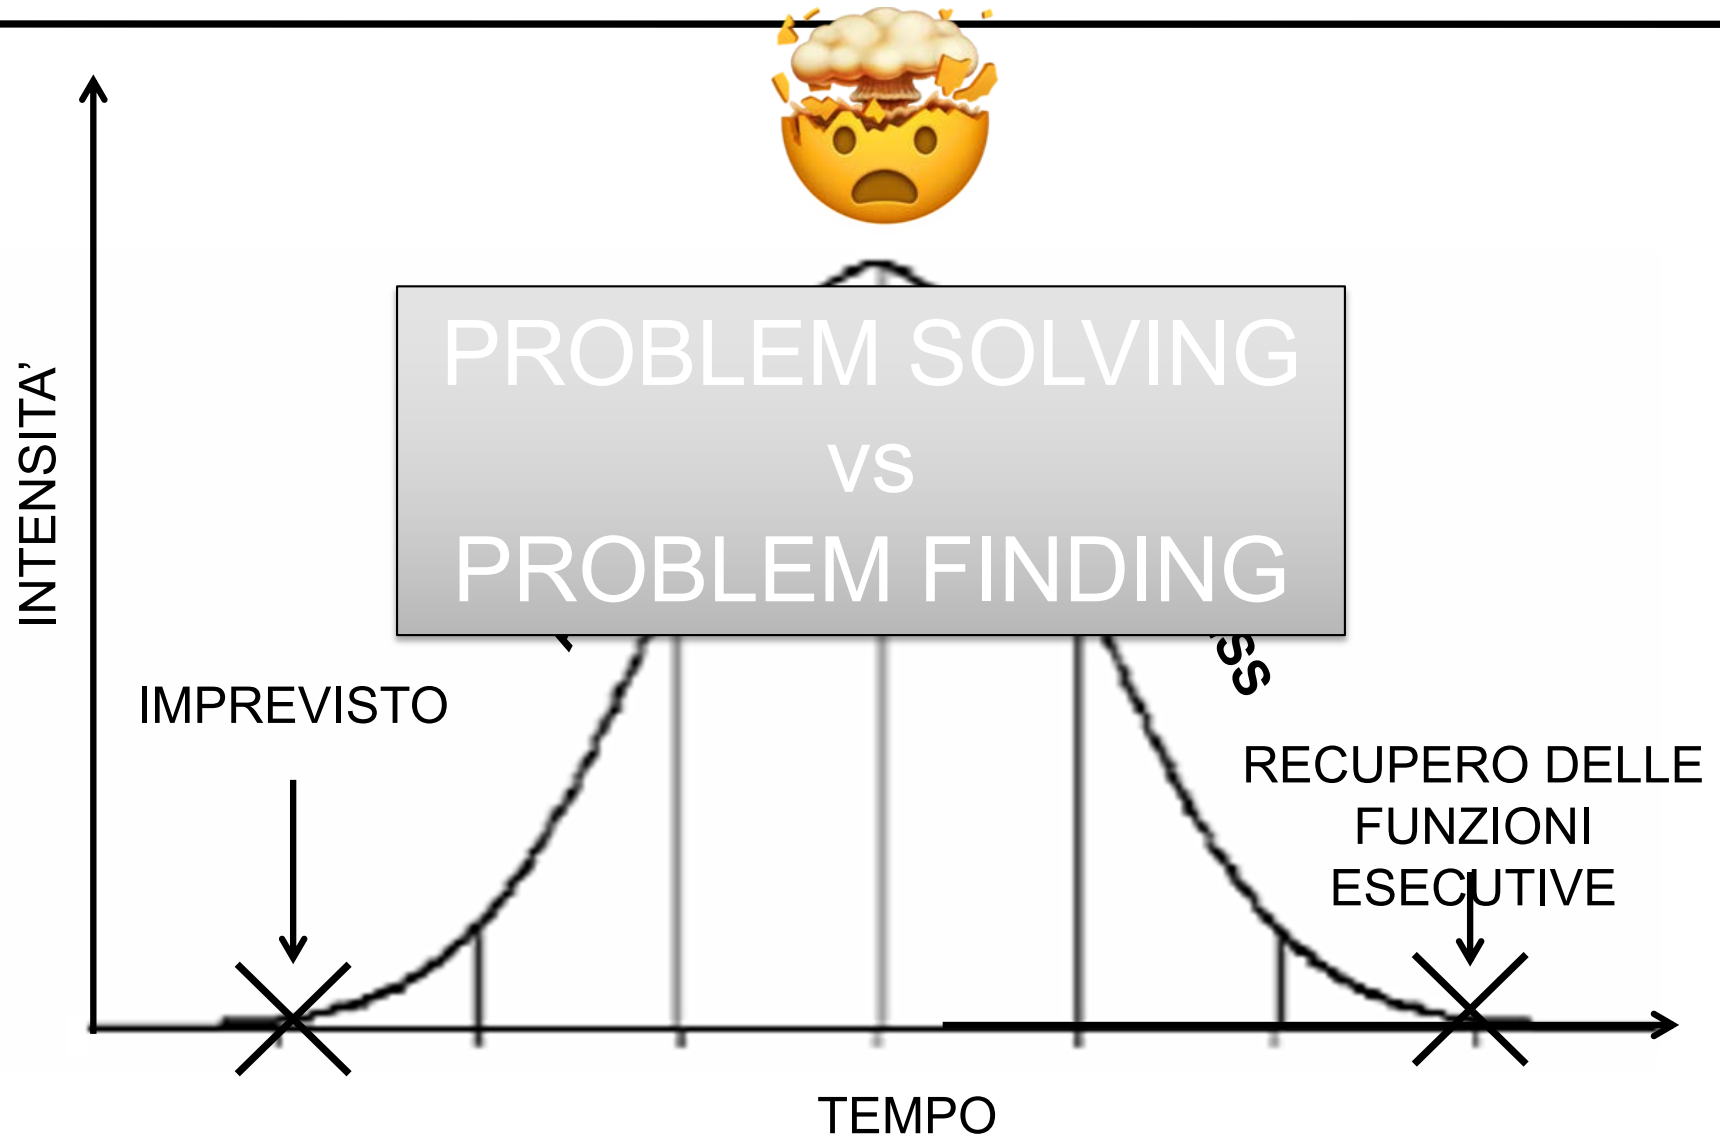 PROBLEM SOLVING
vs
PROBLEM FINDING
INTENSITA'
IMPREVISTO
RECUPERO DELLE
FUNZIONI
ESECUTIVE
TEMPO